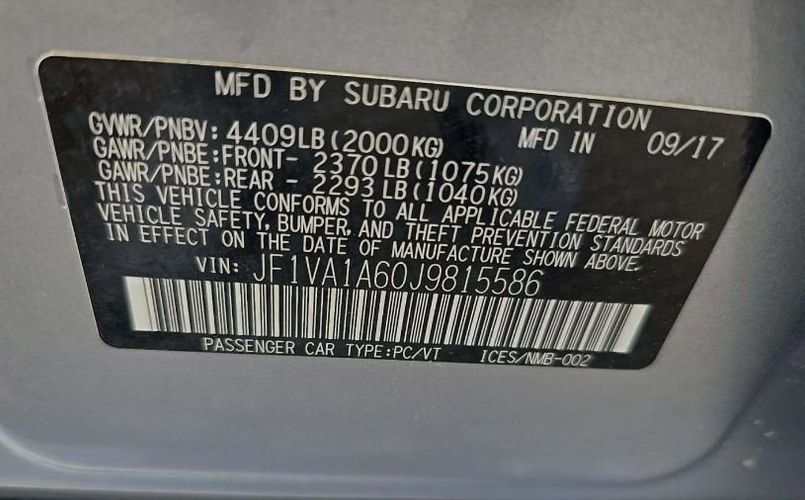 MFD BY SUBARU CORPORATION
GVWR/PNBV: 4409LB (2000KG) MFD IN 09/17
GAWR/PNBE:FRONT- 2370 LB (1075KG)
GAWR/PNBE:REAR - 2293 LB (1040KG)
THIS VEHICLE CONFORMS TO ALL APPLICABLE FEDERAL MOTOR
VEHICLE SAFETY, BUMPER, AND THEFT PREVENTION STANDARDS
IN EFFECT ON THE DATE OF MANUFACTURE SHOWN ABOVE.
VIN: JF1VA1A60J9815586
PASSENGER CAR TYPE:PC/VT ICES/NMB-002